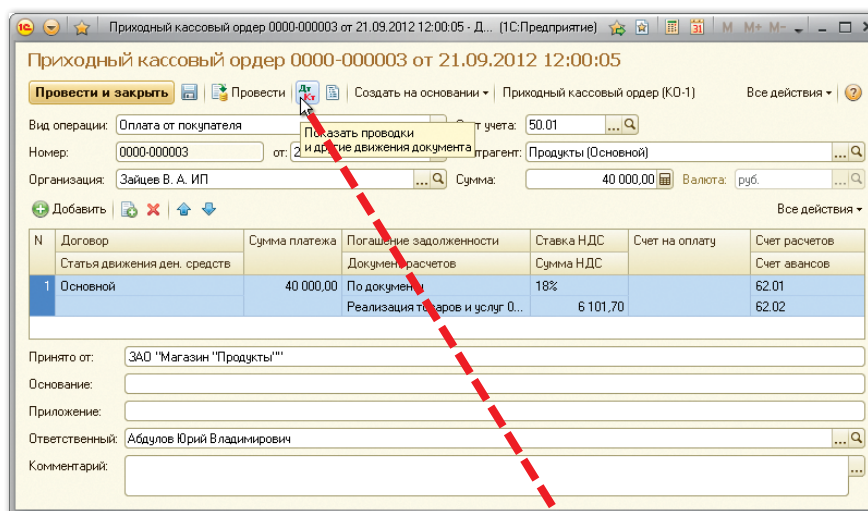 Приходный кассовый ордер 0000-000003 от 21.09.2012 12:00:05 - Д... (1С:Предприятие) M M+ M-
Приходный кассовый ордер 0000-000003 от 21.09.2012 12:00:05
Провести и закрыть Провести Дт Кт Создать на основании Приходный кассовый ордер (КО-1) Все действия
Вид операции: Оплата от покупателя учета: 50.01 ...
Показать проводки
и другие движения документа
Номер: 0000-000003 от: 2 Продукты (Основной) ...
Организация: Зайцев В. А. ИП ... Сумма: 40 000,00 Валюта: руб. ...
Добавить Все действия
N Договор Сумма платежа Погашение задолженности Ставка НДС Счет на оплату Счет расчетов
Статья движения ден. средств Документ расчетов Сумма НДС Счет авансов
1 Основной 40 000,00 По документу 18% 62.01
Реализация товаров и услуг 0... 6 101,70 62.02
Принято от: ЗАО "Магазин "Продукты""
Основание:
Приложение:
Ответственный: Абдулов Юрий Владимирович ...
Комментарий: ...